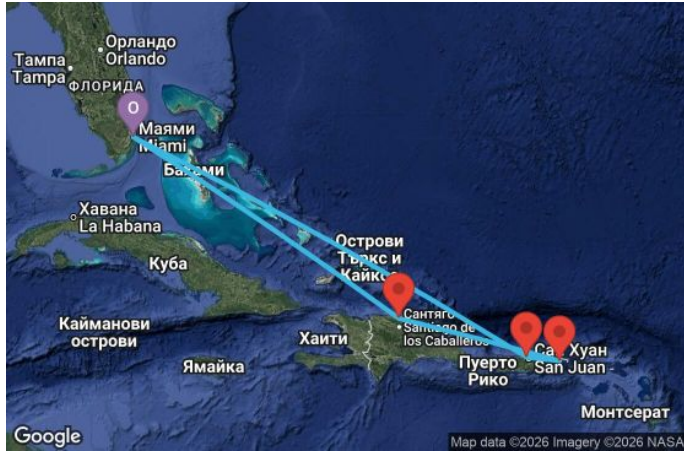 Орландо
Orlando
Тампа
Tampa
ФЛОРИДА
O
Маями
Miami
Бахами
Хавана
La Habana
Куба
Острови
Търкс и
Кайкос
Сантяго
Santiago de
los Caballeros
Кайманови
острови
Хаити
Ямайка
Пуерто
Рико
Сан Хуан
San Juan
Монтсерат
Google
Map data ©2026 Imagery ©2026 NASA